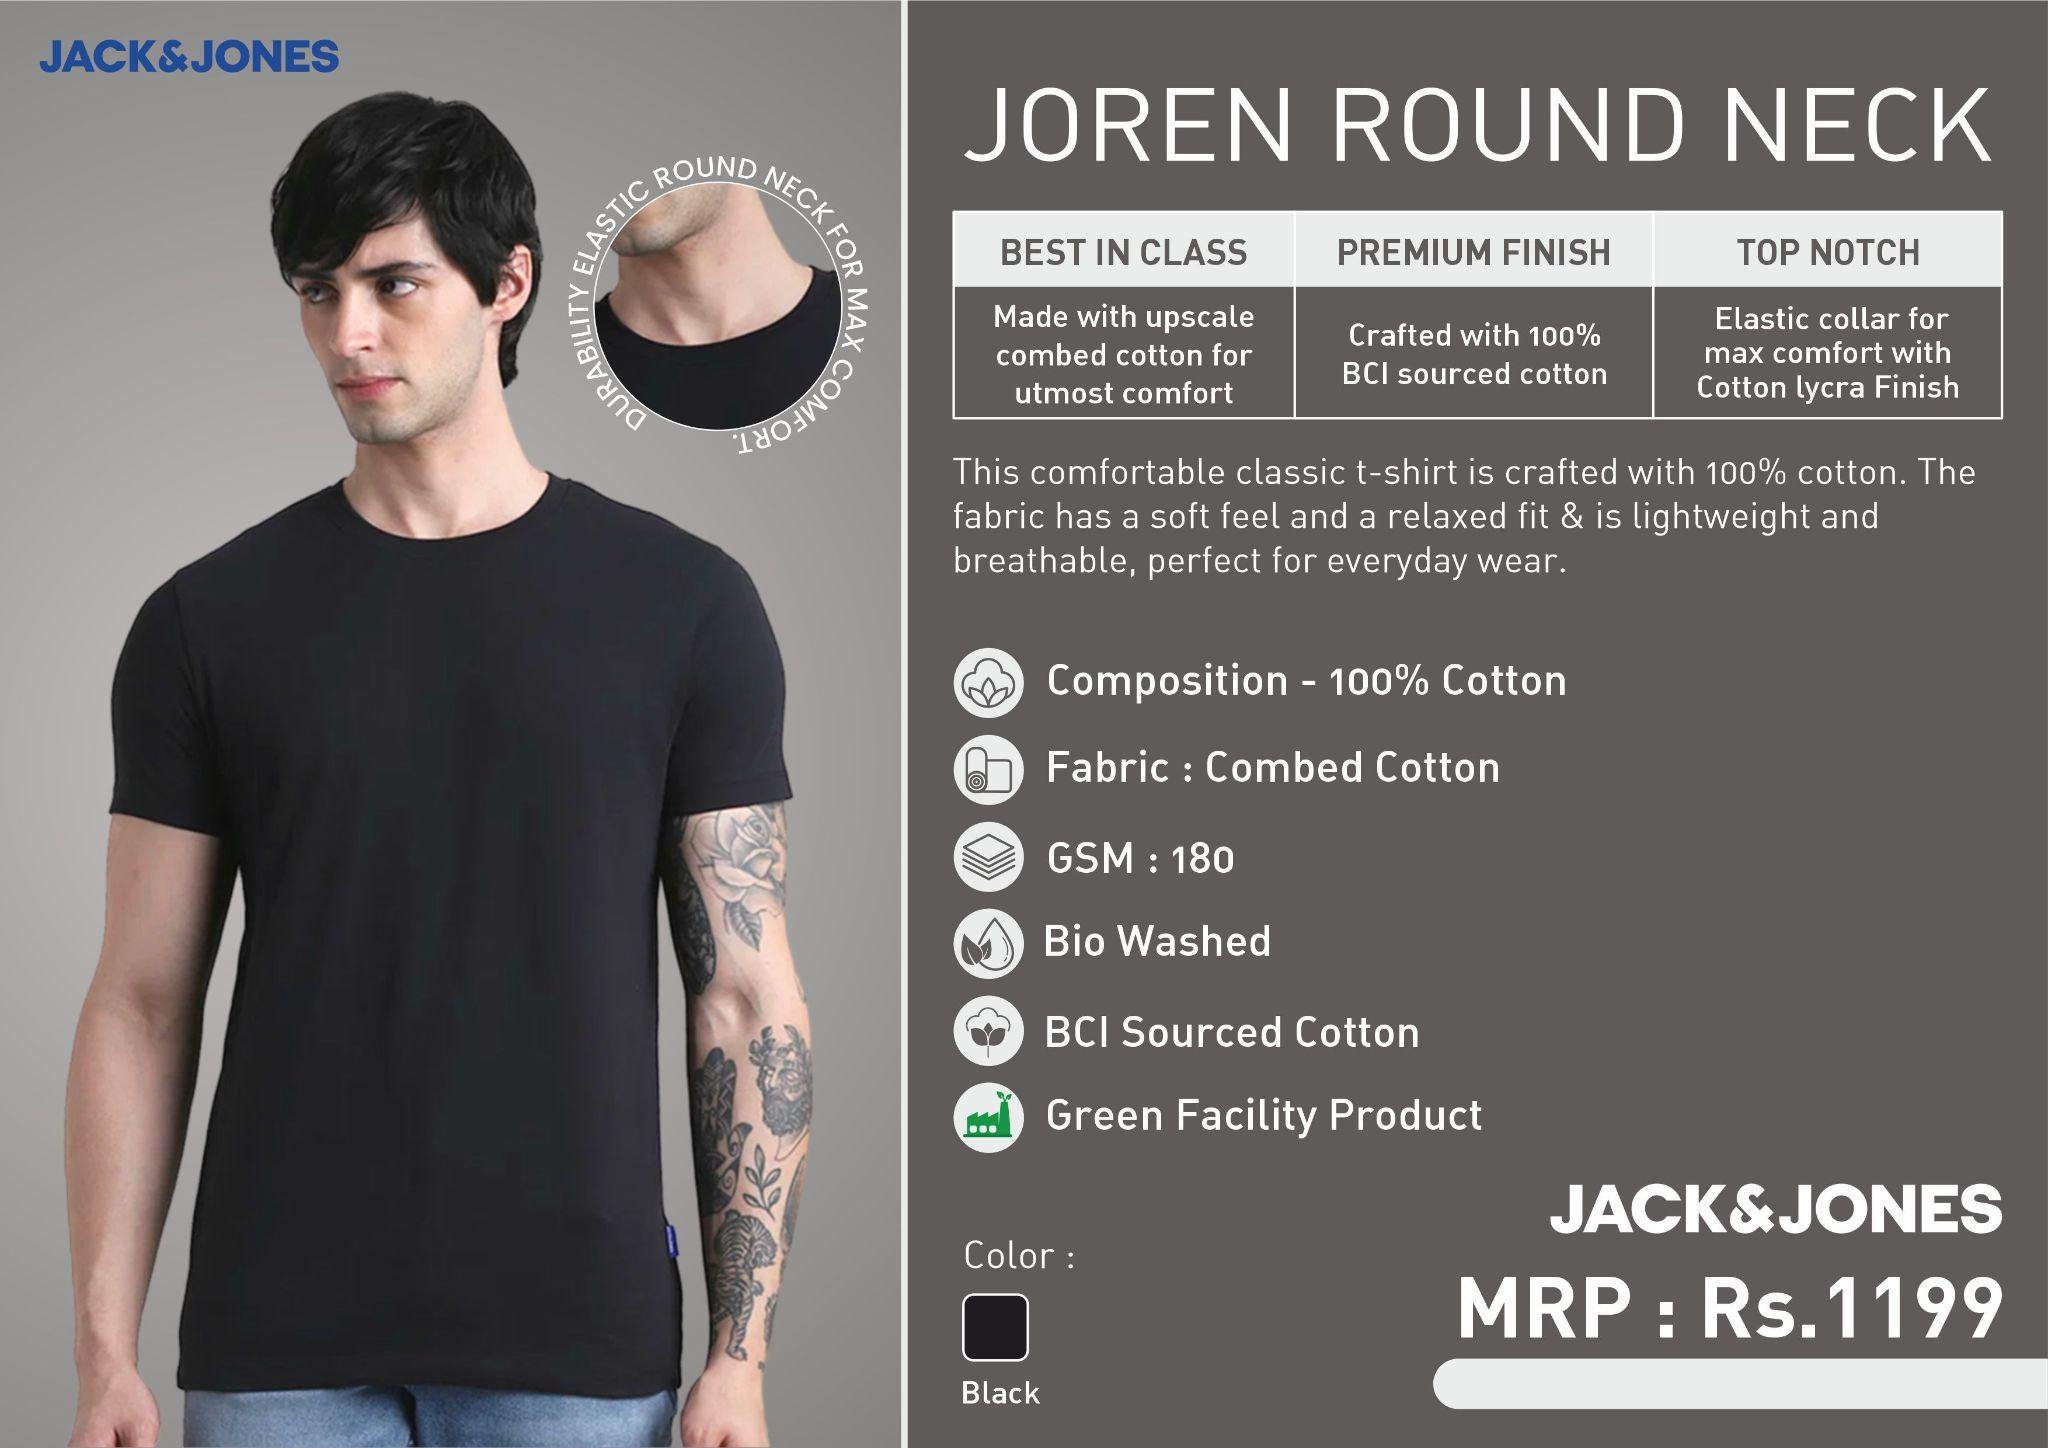 JACK&JONES
DURABILITY ELASTIC ROUND NECK FOR MAX COMFORT.
JOREN ROUND NECK
BEST IN CLASS
Made with upscale
combed cotton for
utmost comfort
PREMIUM FINISH
Crafted with 100%
BCI sourced cotton
TOP NOTCH
Elastic collar for
max comfort with
Cotton lycra Finish
This comfortable classic t-shirt is crafted with 100% cotton. The
fabric has a soft feel and a relaxed fit & is lightweight and
breathable, perfect for everyday wear.
Composition - 100% Cotton
Fabric : Combed Cotton
GSM : 180
Bio Washed
BCI Sourced Cotton
Green Facility Product
Color :
Black
JACK&JONES
MRP : Rs.1199